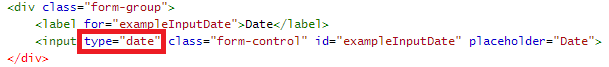 <div class="form-group">
<label for="exampleInputDate">Date</label>
<input type="date" class="form-control" id="exampleInputDate" placeholder="Date">
</div>